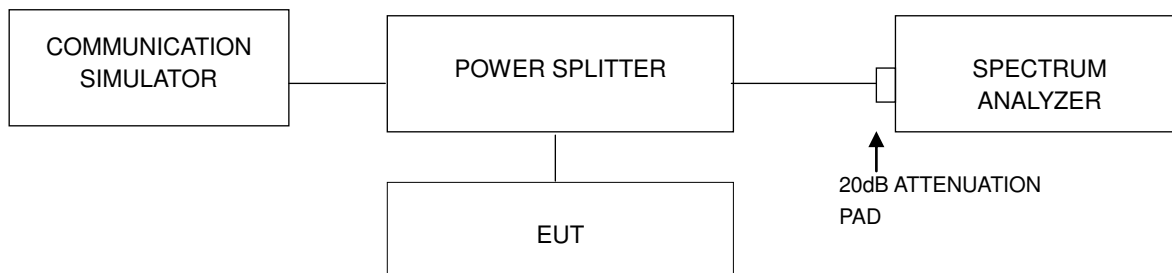 COMMUNICATION
SIMULATOR
POWER SPLITTER
SPECTRUM
ANALYZER
20dB ATTENUATION
PAD
EUT